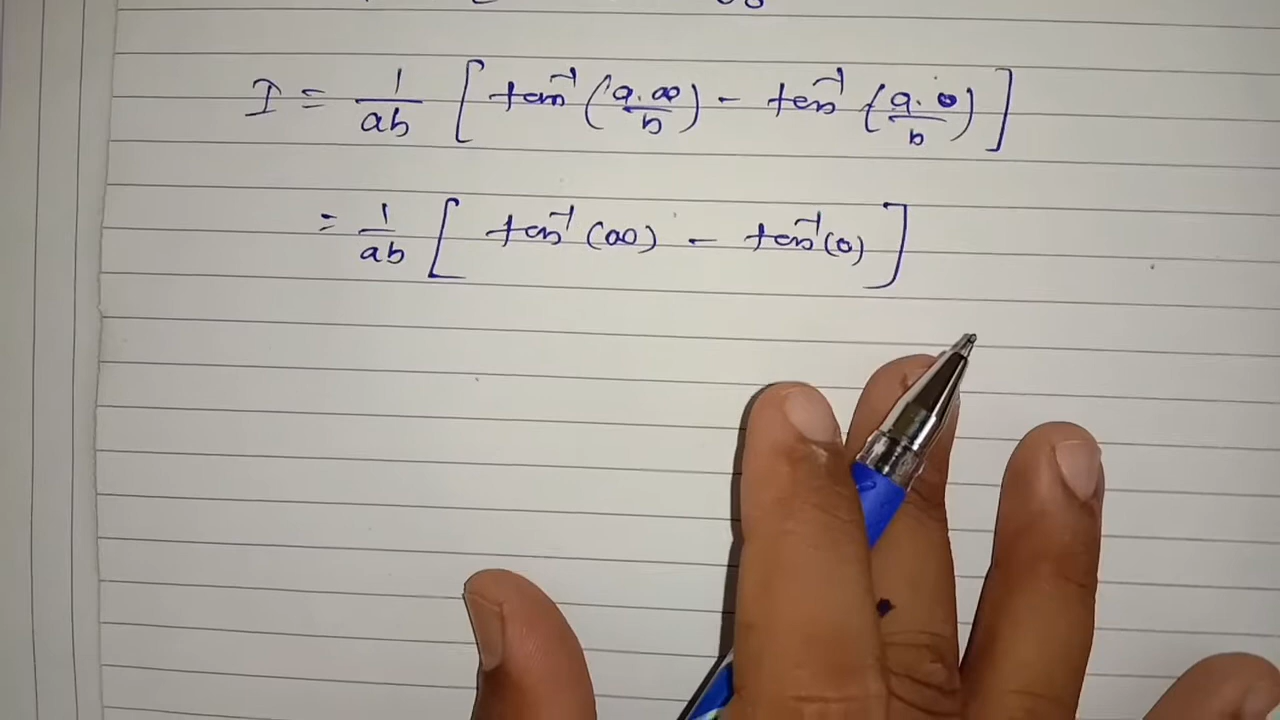 I = 1/ab [ tan⁻¹ (a.∞/b) - tan⁻¹ (a.0/b) ]
= 1/ab [ tan⁻¹ (∞) - tan⁻¹ (0) ]